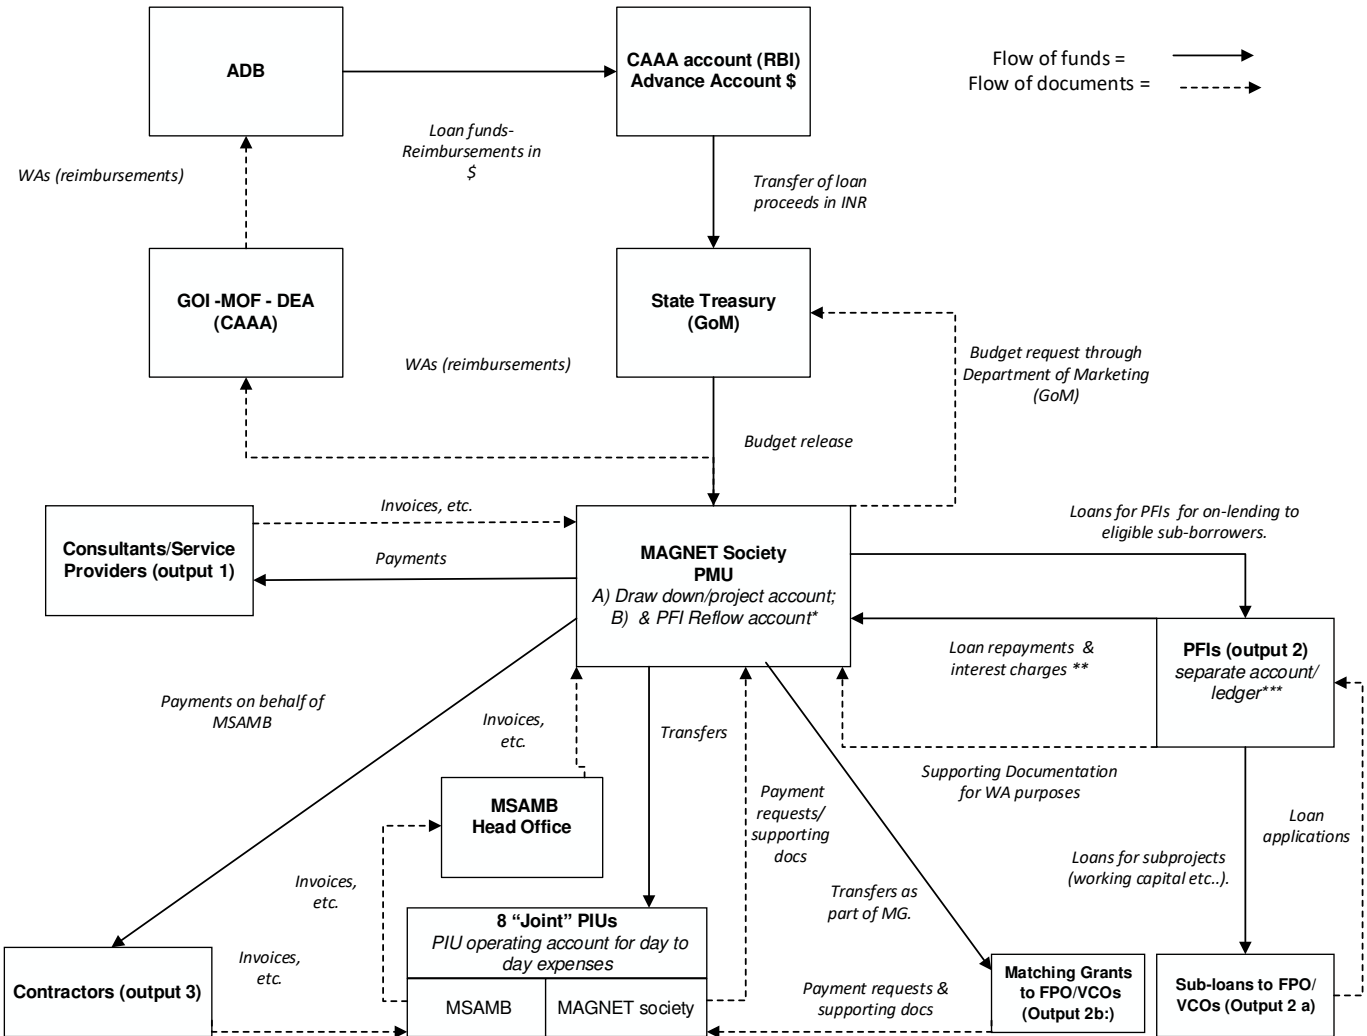 ADB
CAAA account (RBI)
Advance Account $
Flow of funds =
Flow of documents =
Loan funds-
Reimbursements in
$
WAs (reimbursements)
Transfer of loan
proceeds in INR
GOI -MOF - DEA
(CAAA)
State Treasury
(GoM)
WAs (reimbursements)
Budget request through
Department of Marketing
(GoM)
Budget release
Invoices, etc.
Loans for PFIs for on-lending to
eligible sub-borrowers.
Consultants/Service
Providers (output 1)
Payments
MAGNET Society
PMU
A) Draw down/project account;
B) & PFI Reflow account*
Loan repayments &
interest charges **
PFIs (output 2)
separate account/
ledger***
Payments on behalf of
MSAMB
Invoices,
etc.
Transfers
Supporting Documentation
for WA purposes
Payment
requests/
supporting
docs
MSAMB
Head Office
Loan
applications
Loans for subprojects
(working capital etc..).
Invoices,
etc.
Transfers as
part of MG.
8 “Joint” PIUs
PIU operating account for day to
day expenses
MSAMB
MAGNET society
Invoices,
etc.
Contractors (output 3)
Payment requests &
supporting docs
Matching Grants
to FPO/VCOs
(Output 2b:)
Sub-loans to FPO/
VCOs (Output 2 a)